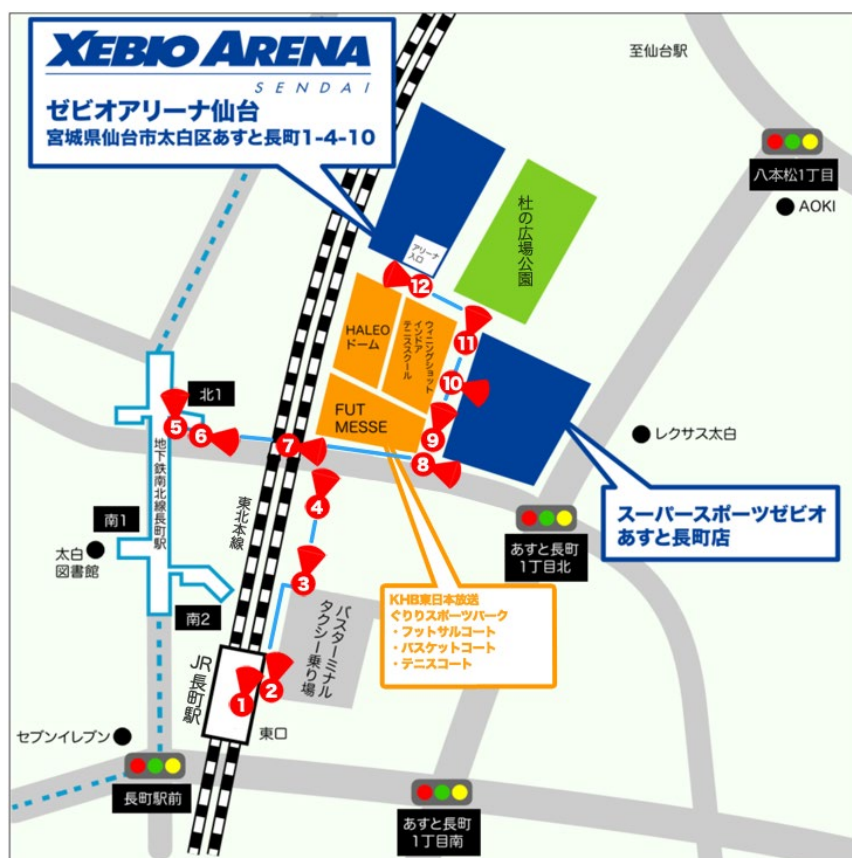 XEBIO ARENA
SENDAI
ゼビオアリーナ仙台
宮城県仙台市太白区あすと長町1-4-10
至仙台駅
八本松1丁目
AOKI
杜の広場公園
アリーナ
入口
12
HALEO
ドーム
ウィニングショット
インドア
テニススクール
11
10
FUT
MESSE
9
8
北1
5
6
7
地下鉄南北線長町駅
東北本線
4
レクサス太白
スーパースポーツゼビオ
あすと長町店
あすと長町
1丁目北
南1
太白
図書館
南2
3
バスターミナル
タクシー乗り場
KHB東日本放送
ぐりりスポーツパーク
・フットサルコート
・バスケットコート
・テニスコート
JR長町駅
1
2
東口
セブンイレブン
長町駅前
あすと長町
1丁目南